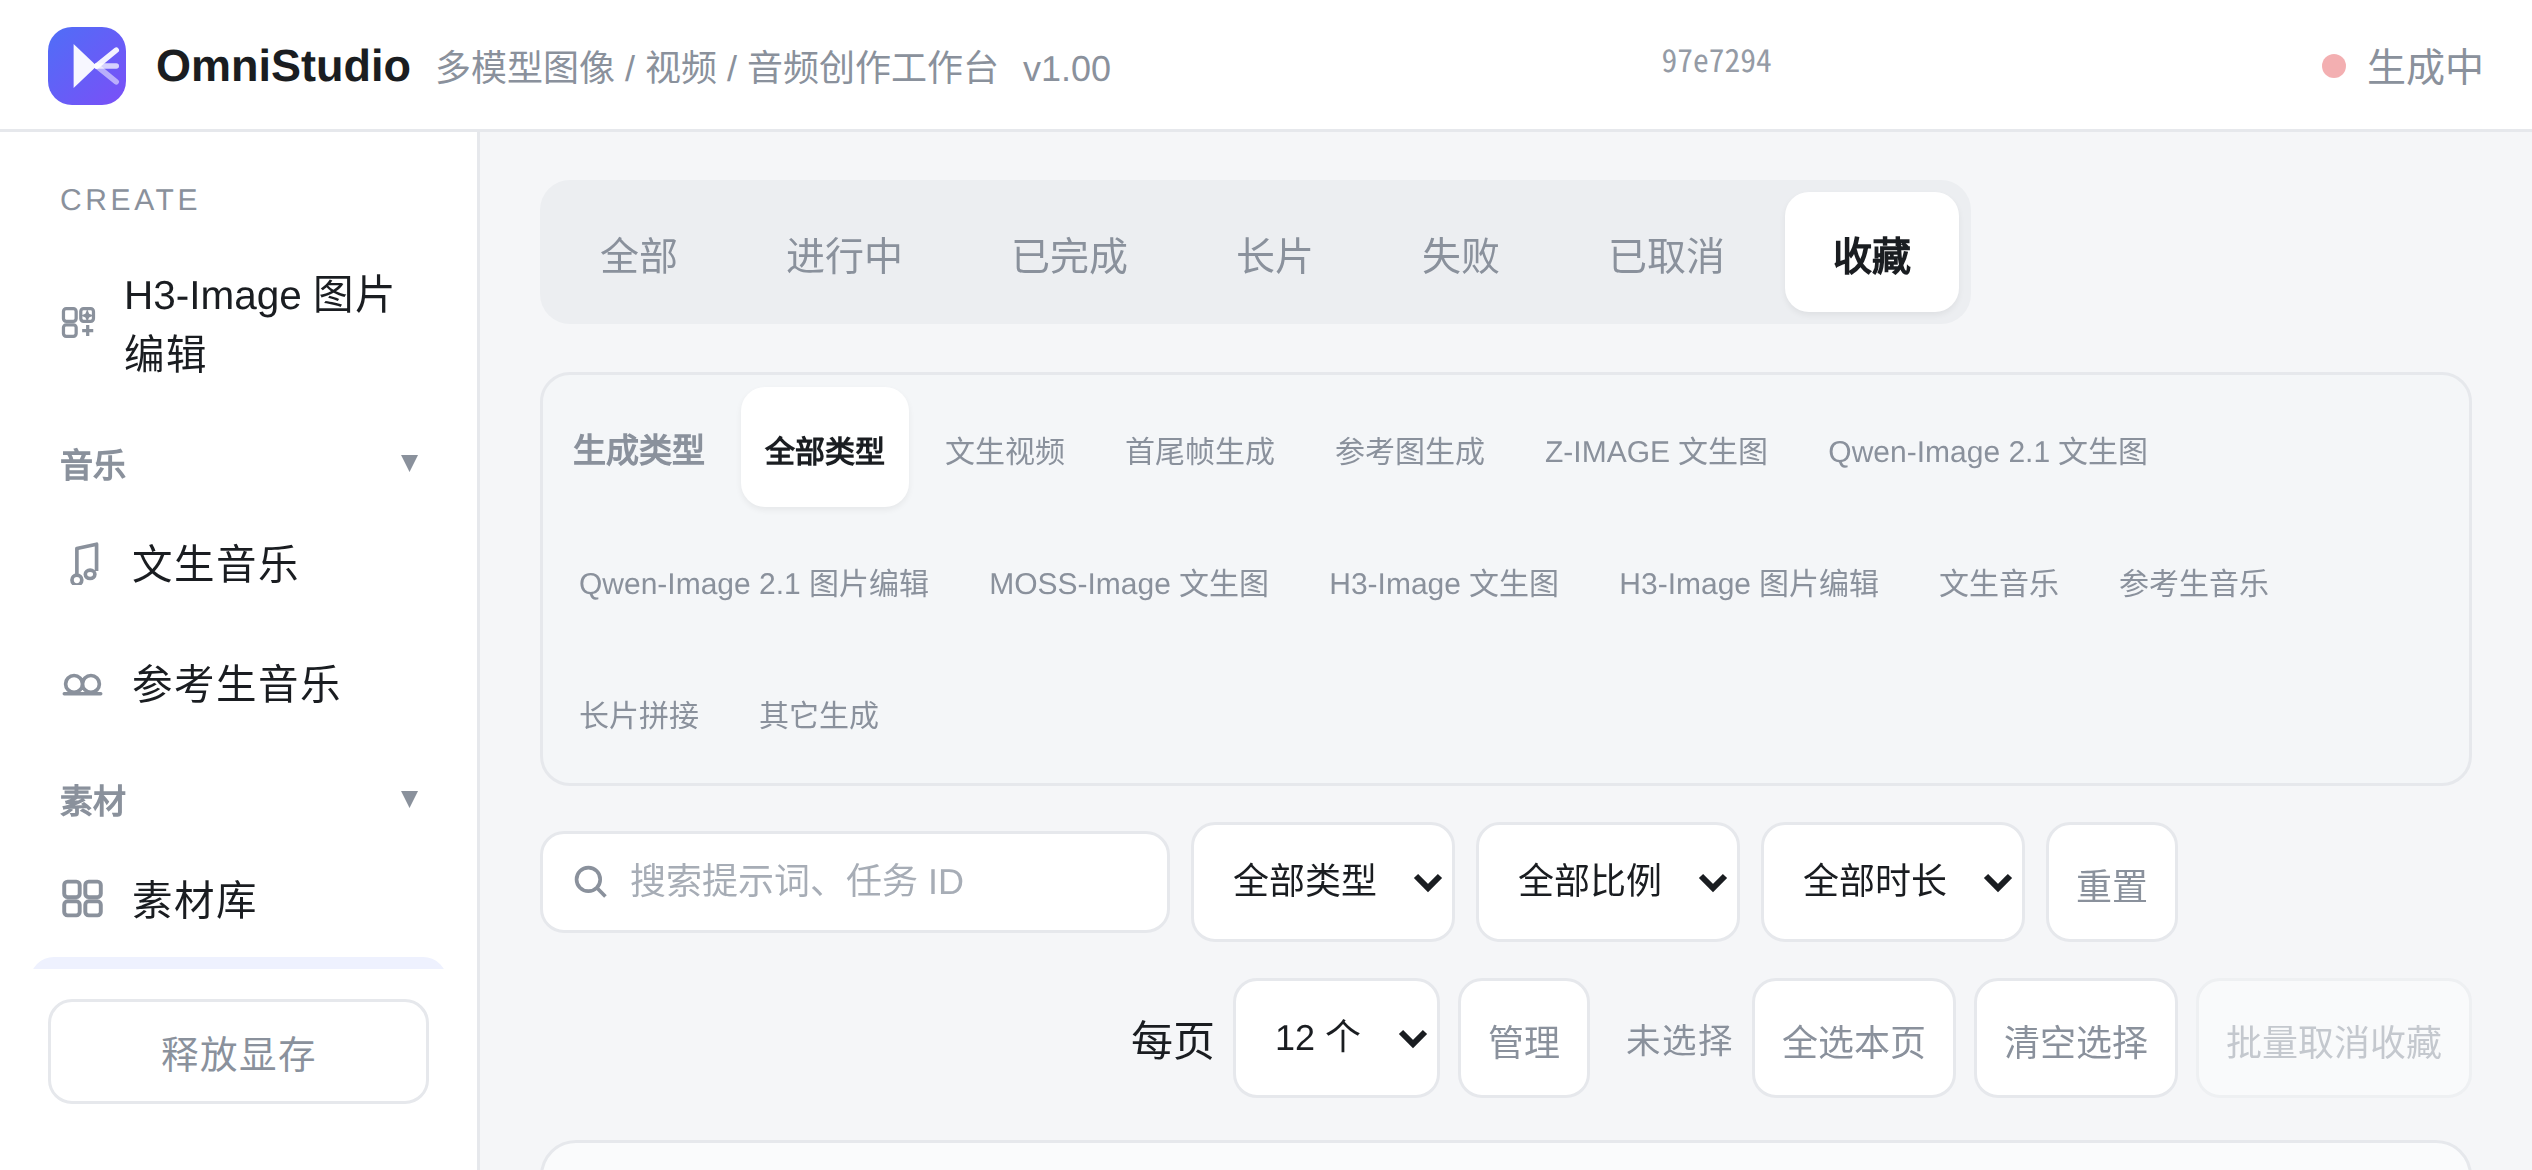 OmniStudio 多模型图像 / 视频 / 音频创作工作台 v1.00
97e7294
生成中
CREATE
H3-Image 图片
编辑
音乐 ▼
文生音乐
参考生音乐
素材 ▼
素材库
释放显存
全部 进行中 已完成 长片 失败 已取消 收藏
生成类型 全部类型 文生视频 首尾帧生成 参考图生成 Z-IMAGE 文生图 Qwen-Image 2.1 文生图
Qwen-Image 2.1 图片编辑 MOSS-Image 文生图 H3-Image 文生图 H3-Image 图片编辑 文生音乐 参考生音乐
长片拼接 其它生成
搜索提示词、任务 ID 全部类型 全部比例 全部时长 重置
每页 12 个 管理 未选择 全选本页 清空选择 批量取消收藏